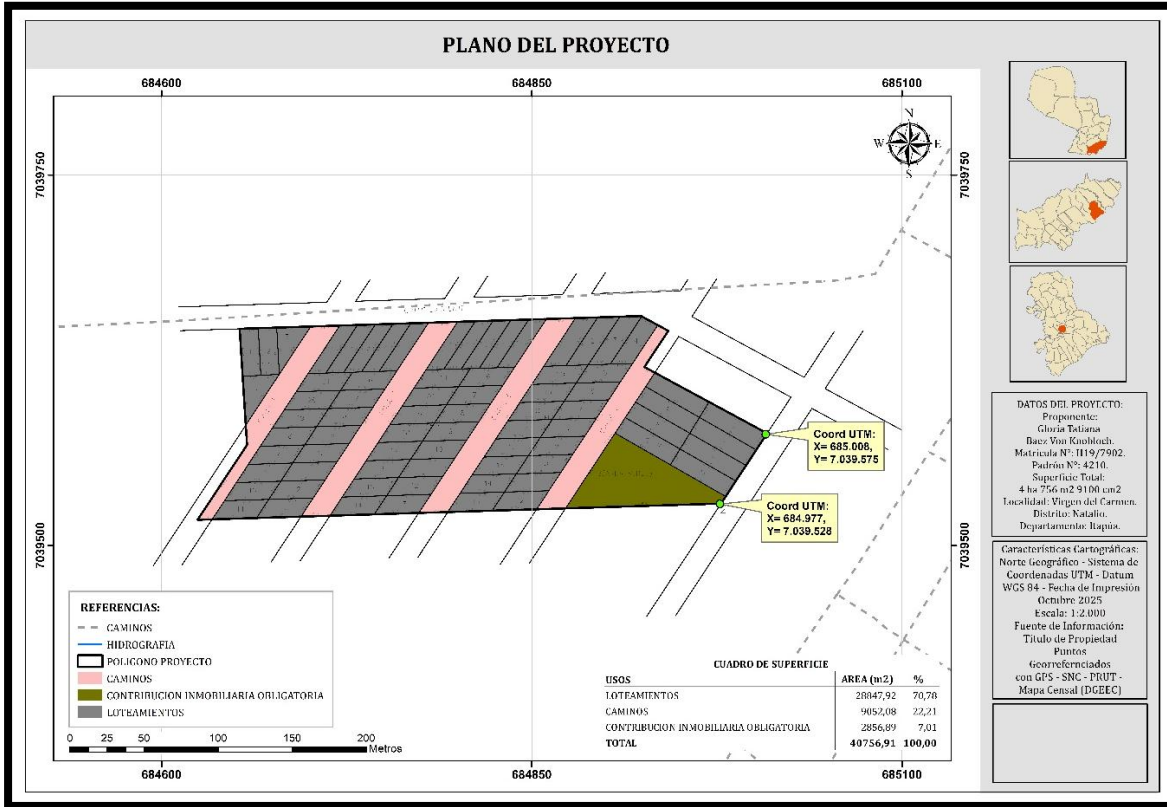 PLANO DEL PROYECTO
684600 684850 685100
7039750 7039750
N
W E
S
Coord UTM:
X= 685.008,
Y= 7.039.575
Coord UTM:
X= 684.977,
Y= 7.039.528
2
7039500 7039500
REFERENCIAS:
CAMINOS
HIDROGRAFIA
POLIGONO PROYECTO
CAMINOS
CONTRIBUCION INMOBILIARIA OBLIGATORIA
LOTEAMIENTOS
0 25 50 100 150 200
Metros
CUADRO DE SUPERFICIE
USOS AREA (m2) %
LOTEAMIENTOS 28847,92 70,78
CAMINOS 9052,08 22,21
CONTRIBUCION INMOBILIARIA OBLIGATORIA 2856,89 7,01
TOTAL 40756,91 100,00
684600 684850 685100
DATOS DEL PROYECTO:
Proponente:
Gloria Tatiana
Baez Von Knobloch.
Matricula N°: H19/7902.
Padrón N°: 4210.
Superficie Total:
4 ha 756 m2 9100 cm2
Localidad: Virgen del Carmen.
Distrito: Natalio.
Departamento: Itapúa.
Características Cartográficas:
Norte Geográfico - Sistema de
Coordenadas UTM - Datum
WGS 84 - Fecha de Impresión
Octubre 2025
Escala: 1:2.000
Fuente de Información:
Título de Propiedad
Puntos
Georrefernciados
con GPS - SNC - PRUT -
Mapa Censal (DGEEC)